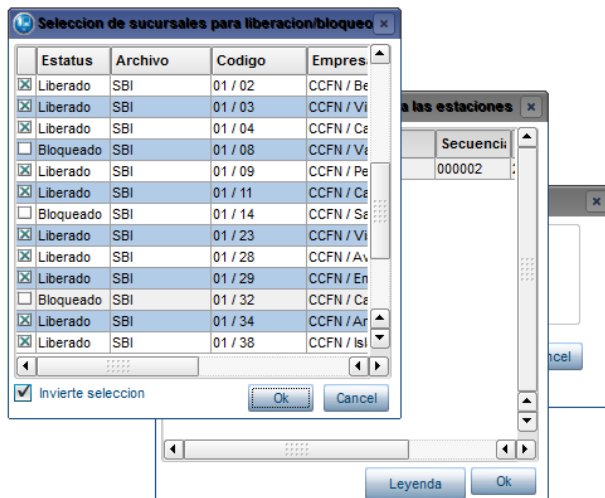 Seleccion de sucursales para liberacion/bloqueo
Estatus Archivo Codigo Empres
Liberado SBI 01 / 02 CCFN / Be
Liberado SBI 01 / 03 CCFN / Vi
Liberado SBI 01 / 04 CCFN / Ca
Bloqueado SBI 01 / 08 CCFN / Va
Liberado SBI 01 / 09 CCFN / Pe
Liberado SBI 01 / 11 CCFN / Ca
Bloqueado SBI 01 / 14 CCFN / Sa
Liberado SBI 01 / 23 CCFN / Vi
Liberado SBI 01 / 28 CCFN / Av
Liberado SBI 01 / 29 CCFN / En
Bloqueado SBI 01 / 32 CCFN / Ca
Liberado SBI 01 / 34 CCFN / Ar
Liberado SBI 01 / 38 CCFN / Isl
Invierte seleccion
Ok Cancel
a las estaciones
Secuenci
000002
ncel
Leyenda Ok